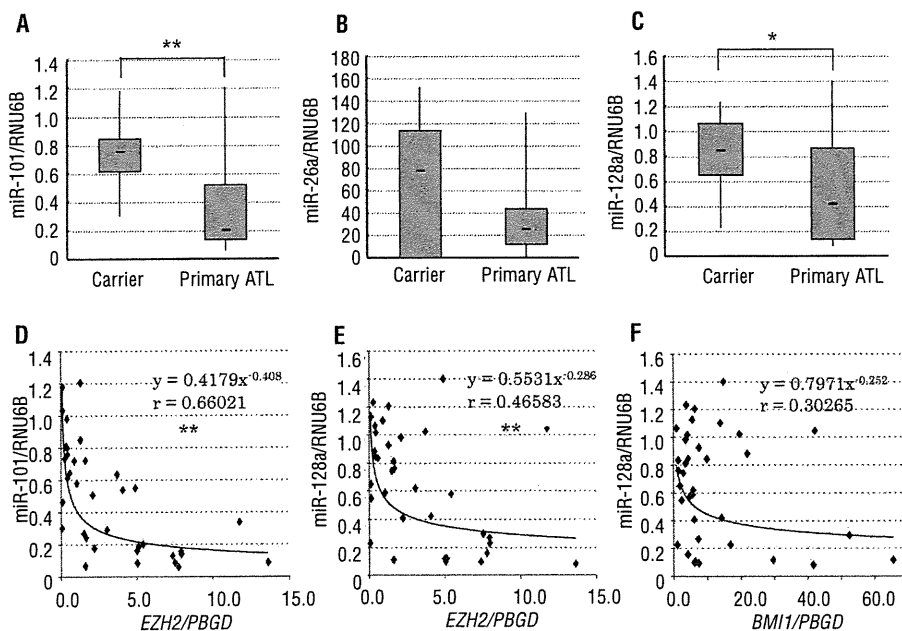 A
**
miR-101/RNU6B
1.4
1.2
1.0
0.8
0.6
0.4
0.2
0
Carrier
Primary ATL
B
miR-26a/RNU6B
180
160
140
120
100
80
60
40
20
0
Carrier
Primary ATL
C
*
miR-128a/RNU6B
1.6
1.4
1.2
1.0
0.8
0.6
0.4
0.2
0
Carrier
Primary ATL
D
miR-101/RNU6B
1.4
1.2
1.0
0.8
0.6
0.4
0.2
0
y = 0.4179x^-0.408
r = 0.66021
**
0.0
5.0
10.0
15.0
EZH2/PBGD
E
miR-128a/RNU6B
1.6
1.4
1.2
1.0
0.8
0.6
0.4
0.2
0
y = 0.5531x^-0.286
r = 0.46583
**
0.0
5.0
10.0
15.0
EZH2/PBGD
F
miR-128a/RNU6B
1.6
1.4
1.2
1.0
0.8
0.6
0.4
0.2
0
y = 0.7971x^-0.252
r = 0.30265
0.0
20.0
40.0
60.0
BMI1/PBGD